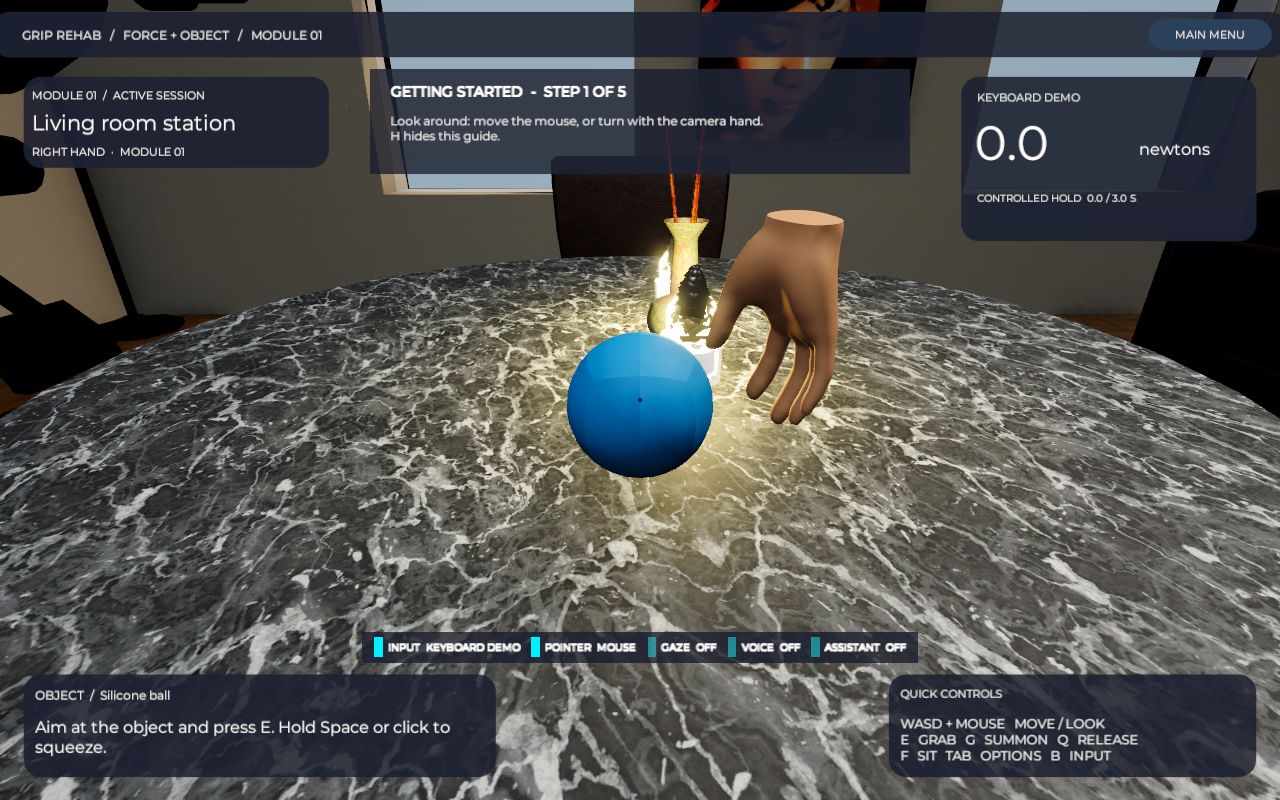 GRIP REHAB / FORCE + OBJECT / MODULE 01
MAIN MENU
MODULE 01 / ACTIVE SESSION
Living room station
RIGHT HAND · MODULE 01
GETTING STARTED - STEP 1 OF 5
Look around: move the mouse, or turn with the camera hand.
H hides this guide.
KEYBOARD DEMO
0.0 newtons
CONTROLLED HOLD 0.0 / 3.0 S
INPUT KEYBOARD DEMO POINTER MOUSE GAZE OFF VOICE OFF ASSISTANT OFF
OBJECT / Silicone ball
Aim at the object and press E. Hold Space or click to
squeeze.
QUICK CONTROLS
WASD + MOUSE MOVE / LOOK
E GRAB G SUMMON Q RELEASE
F SIT TAB OPTIONS B INPUT